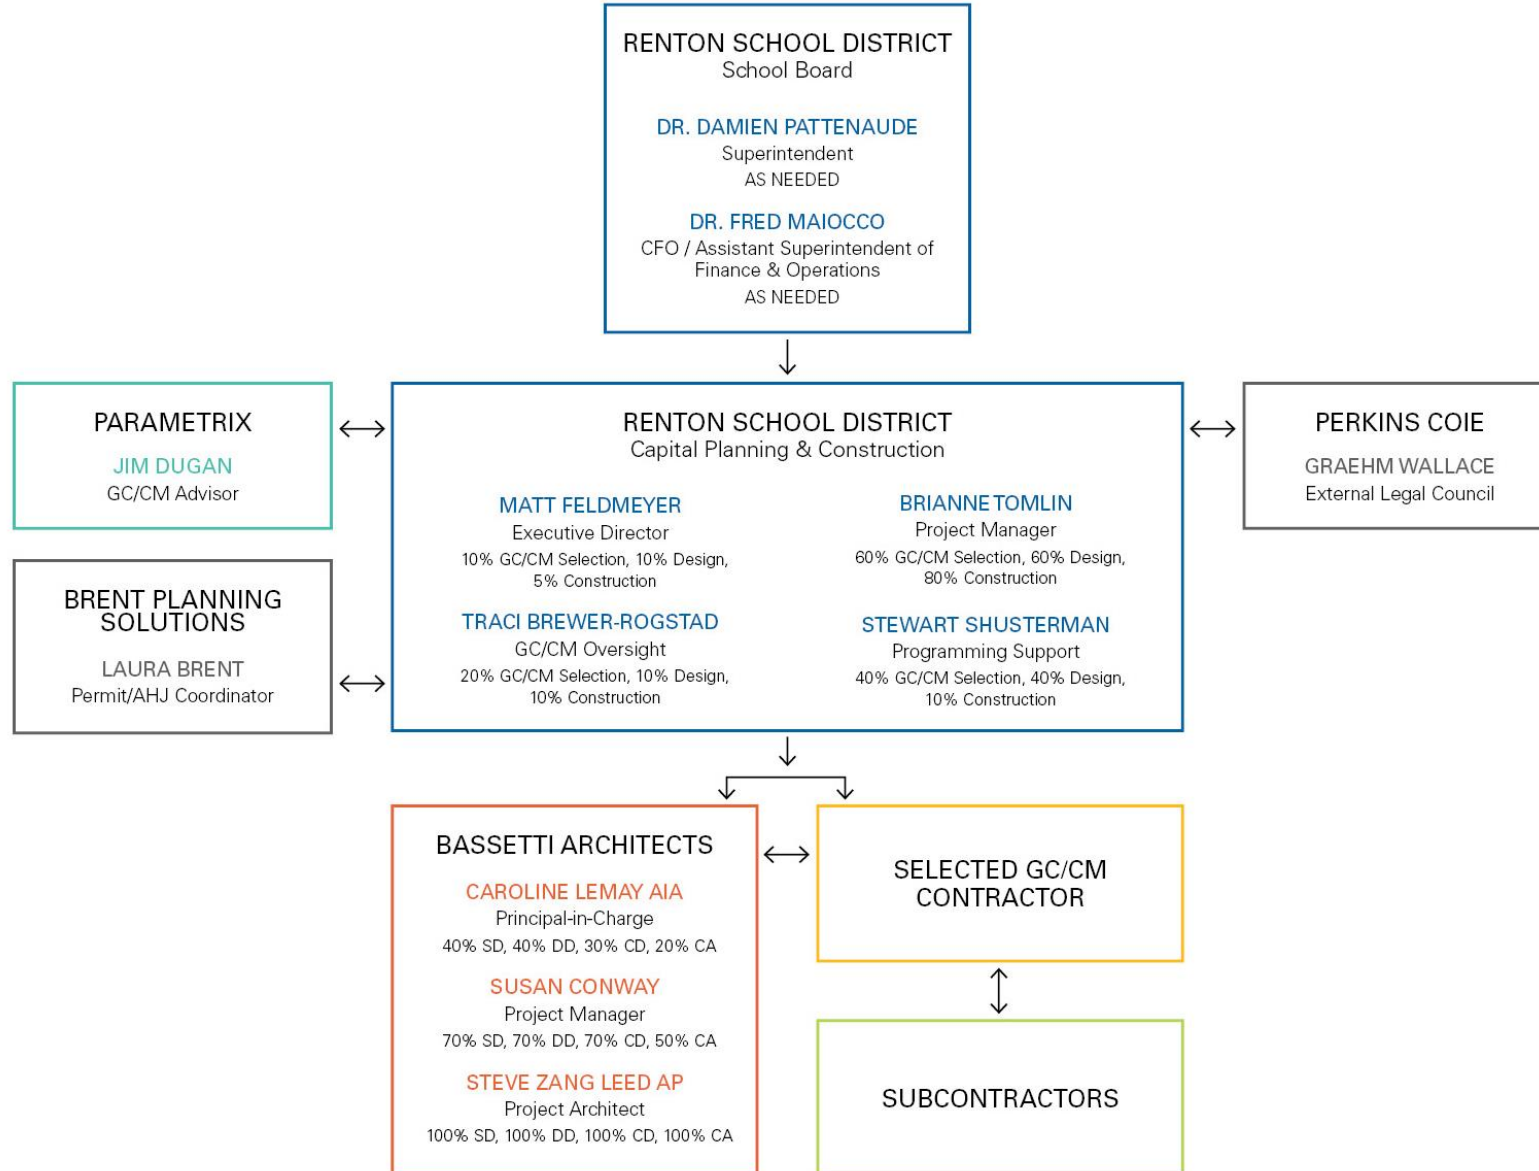 RENTON SCHOOL DISTRICT
School Board
DR. DAMIEN PATTENAUDE
Superintendent
AS NEEDED
DR. FRED MAIOCCO
CFO / Assistant Superintendent of
Finance & Operations
AS NEEDED
PARAMETRIX
JIM DUGAN
GC/CM Advisor
BRENT PLANNING
SOLUTIONS
LAURA BRENT
Permit/AHJ Coordinator
RENTON SCHOOL DISTRICT
Capital Planning & Construction
MATT FELDMEYER
Executive Director
10% GC/CM Selection, 10% Design,
5% Construction
TRACI BREWER-ROGSTAD
GC/CM Oversight
20% GC/CM Selection, 10% Design,
10% Construction
BRIANNE TOMLIN
Project Manager
60% GC/CM Selection, 60% Design,
80% Construction
STEWART SHUSTERMAN
Programming Support
40% GC/CM Selection, 40% Design,
10% Construction
PERKINS COIE
GRAEHM WALLACE
External Legal Council
BASSETTI ARCHITECTS
CAROLINE LEMAY AIA
Principal-in-Charge
40% SD, 40% DD, 30% CD, 20% CA
SUSAN CONWAY
Project Manager
70% SD, 70% DD, 70% CD, 50% CA
STEVE ZANG LEED AP
Project Architect
100% SD, 100% DD, 100% CD, 100% CA
SELECTED GC/CM
CONTRACTOR
SUBCONTRACTORS